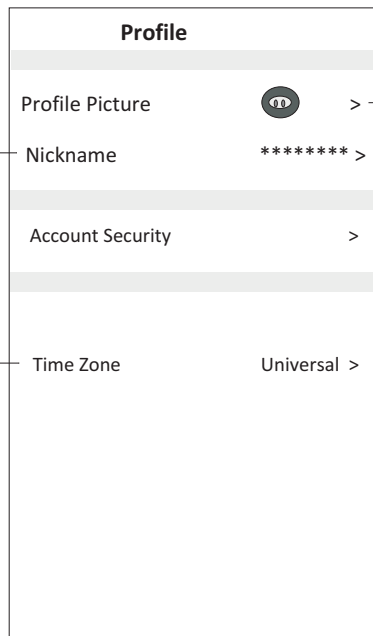 Profile
Profile Picture >
Nickname ******** >
Account Security >
Time Zone Universal >